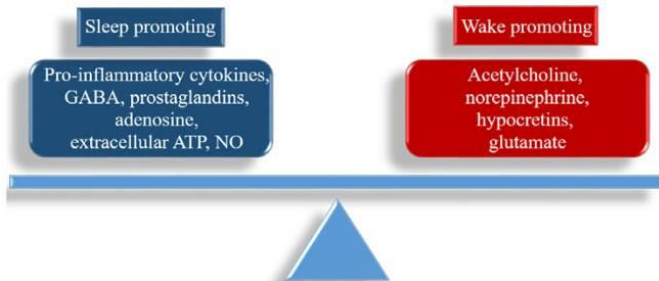 Sleep promoting
Pro-inflammatory cytokines,
GABA, prostaglandins,
adenosine,
extracellular ATP, NO
Wake promoting
Acetylcholine,
norepinephrine,
hypocretins,
glutamate